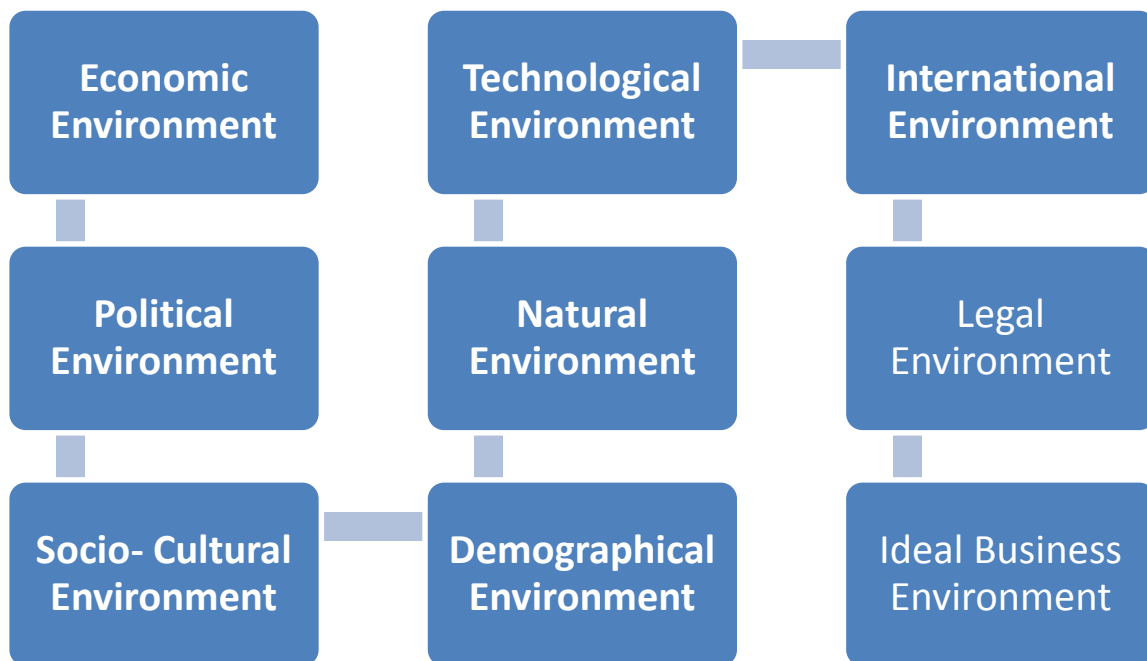 Economic
Environment
Political
Environment
Socio- Cultural
Environment
Demographical
Environment
Natural
Environment
Technological
Environment
International
Environment
Legal
Environment
Ideal Business
Environment